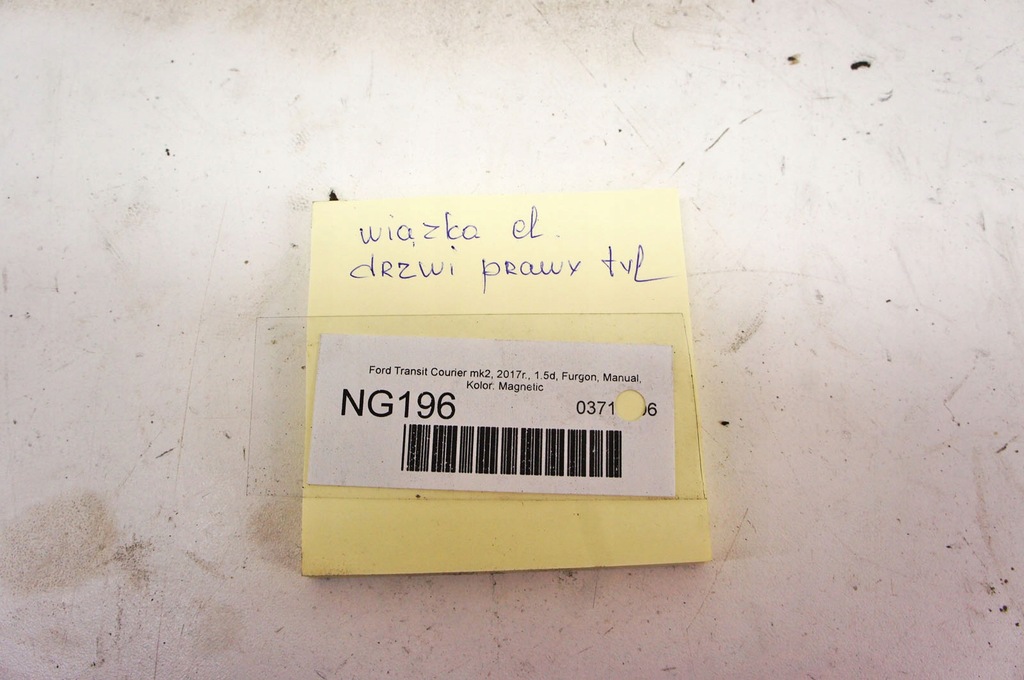 wiązka el.
drzwi prawy tył
Ford Transit Courier mk2, 2017r., 1.5d, Furgon, Manual,
Kolor: Magnetic
NG196